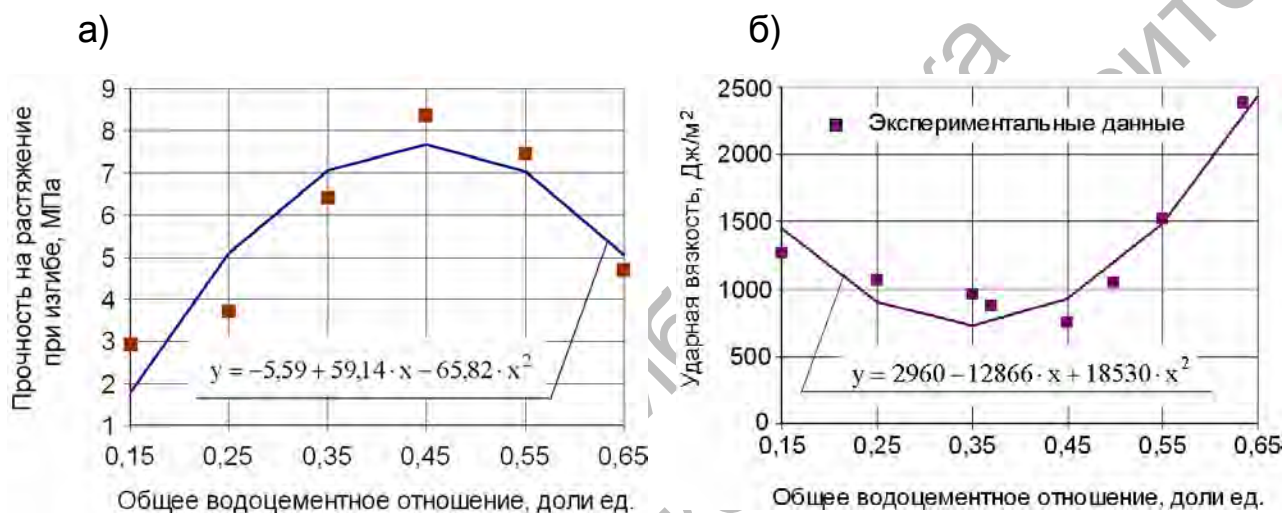 а)
б)
Прочность на растяжение
при изгибе, МПа
9
8
7
6
5
4
3
2
1
y = −5,59 + 59,14 · x − 65,82 · x²
0,15 0,25 0,35 0,45 0,55 0,65
Общее водоцементное отношение, доли ед.
Ударная вязкость, Дж/м²
2500
2000
1500
1000
500
0
Экспериментальные данные
y = 2960 − 12866 · x + 18530 · x²
0,15 0,25 0,35 0,45 0,55 0,65
Общее водоцементное отношение, доли ед.